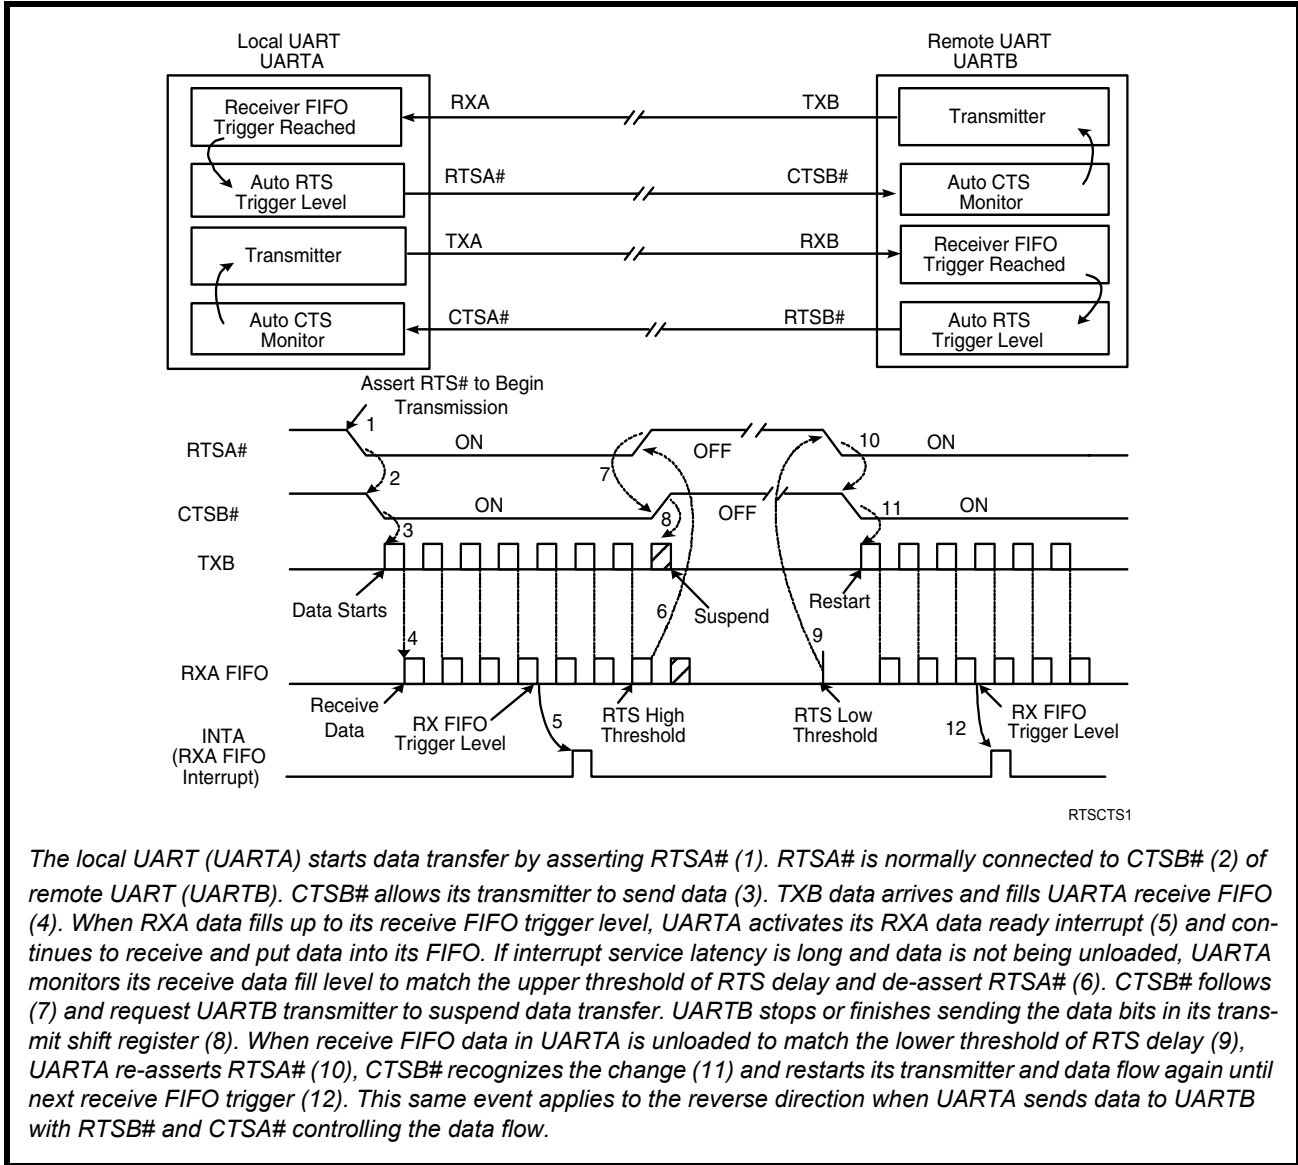 Local UART
UARTA
Remote UART
UARTB
Receiver FIFO
Trigger Reached
RXA
TXB
Transmitter
Auto RTS
Trigger Level
RTSA#
CTSB#
Auto CTS
Monitor
Transmitter
TXA
RXB
Receiver FIFO
Trigger Reached
Auto CTS
Monitor
CTSA#
RTSB#
Auto RTS
Trigger Level
Assert RTS# to Begin
Transmission
RTSA#
1
ON
OFF
10
ON
2
7
CTSB#
ON
OFF
11
ON
3
8
TXB
Data Starts
Suspend
Restart
4
6
9
RXA FIFO
Receive
Data
RX FIFO
Trigger Level
5
RTS High
Threshold
RTS Low
Threshold
12
RX FIFO
Trigger Level
INTA
(RXA FIFO
Interrupt)
RTSCTS1
The local UART (UARTA) starts data transfer by asserting RTSA# (1). RTSA# is normally connected to CTSB# (2) of
remote UART (UARTB). CTSB# allows its transmitter to send data (3). TXB data arrives and fills UARTA receive FIFO
(4). When RXA data fills up to its receive FIFO trigger level, UARTA activates its RXA data ready interrupt (5) and con-
tinues to receive and put data into its FIFO. If interrupt service latency is long and data is not being unloaded, UARTA
monitors its receive data fill level to match the upper threshold of RTS delay and de-assert RTSA# (6). CTSB# follows
(7) and request UARTB transmitter to suspend data transfer. UARTB stops or finishes sending the data bits in its trans-
mit shift register (8). When receive FIFO data in UARTA is unloaded to match the lower threshold of RTS delay (9),
UARTA re-asserts RTSA# (10), CTSB# recognizes the change (11) and restarts its transmitter and data flow again until
next receive FIFO trigger (12). This same event applies to the reverse direction when UARTA sends data to UARTB
with RTSB# and CTSA# controlling the data flow.